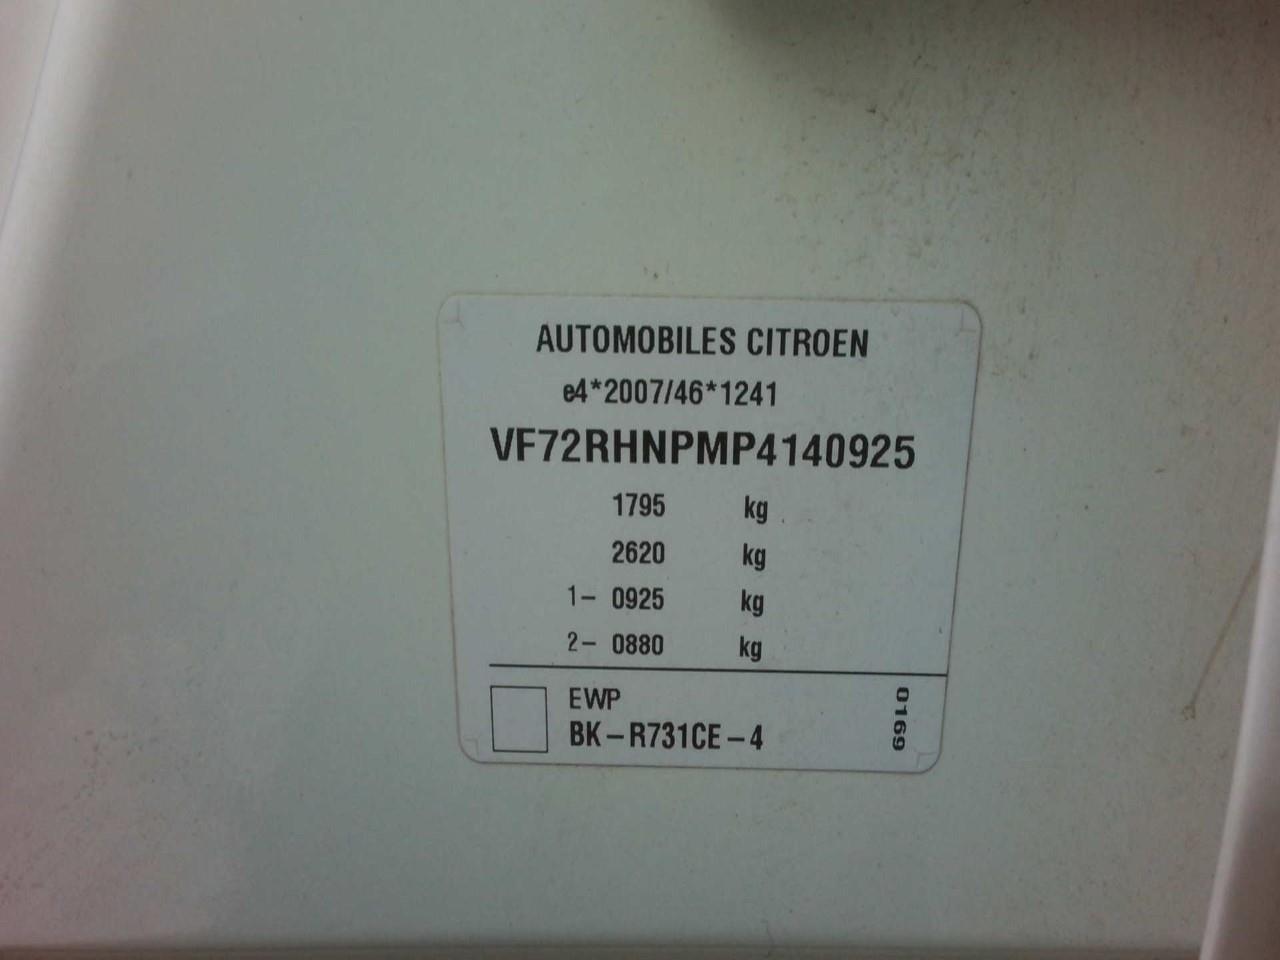 AUTOMOBILES CITROEN
e4*2007/46*1241
VF72RHNPMP4140925
1795 kg
2620 kg
1- 0925 kg
2- 0880 kg
EWP
BK-R731CE-4
0169